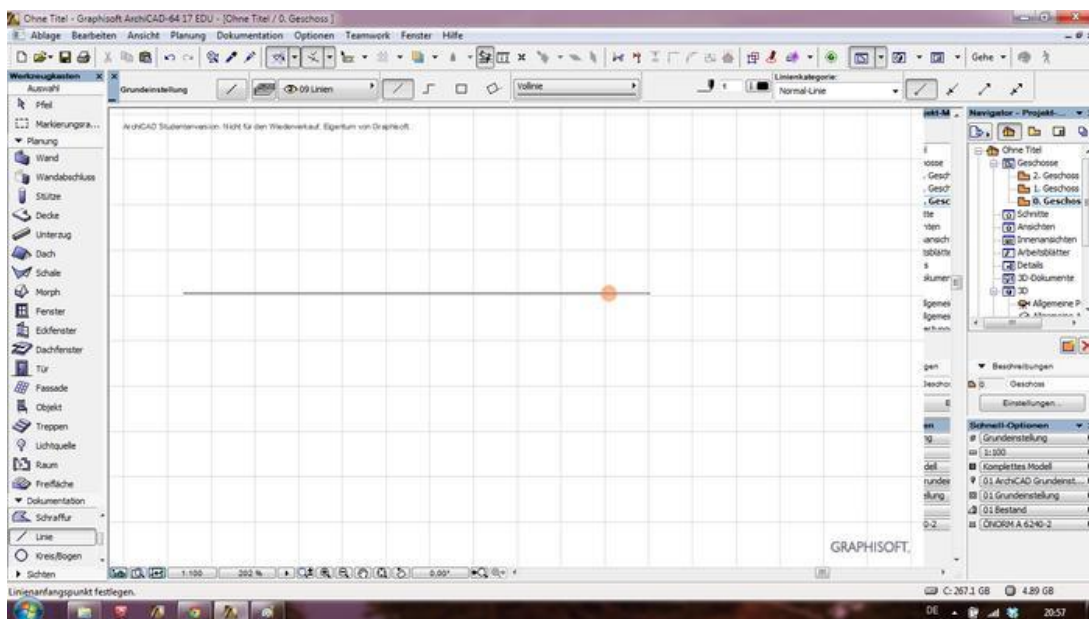 Ohne Titel - Graphisoft ArchiCAD-64 17 EDU - [Ohne Titel / 0. Geschoss ]
Ablage Bearbeiten Ansicht Planung Dokumentation Optionen Teamwork Fenster Hilfe
Gehe
Werkzeugkasten
Auswahl
Pfeil
Markierungsra...
Planung
Wand
Wandabschluss
Stütze
Decke
Unterzug
Dach
Schale
Morph
Fenster
Eckfenster
Dachfenster
Tür
Fassade
Objekt
Treppen
Lichtquelle
Raum
Freifläche
Dokumentation
Schraffur
Linie
Kreis/Bogen
Sichten
Grundeinstellung
09 Linien
Vollinie
1
Linienkategorie:
Normal-Linie
ArchiCAD Studentenversion. Nicht für den Wiederverkauf. Eigentum von Graphisoft.
GRAPHISOFT.
1:100 202 % 0,00°
Navigator - Projekt-...
Ohne Titel
Geschosse
2. Geschoss
1. Geschoss
0. Geschos
Schnitte
Ansichten
Innenansichten
Arbeitsblätter
Details
3D-Dokumente
3D
Allgemeine P
Beschreibungen
0 Geschoss
Einstellungen...
Schnell-Optionen
Grundeinstellung
1:100
Komplettes Modell
01 ArchiCAD Grundeinst...
01 Grundeinstellung
01 Bestand
ÖNORM A 6240-2
Linienanfangspunkt festlegen.
C: 267.1 GB 4.89 GB
DE 20:57